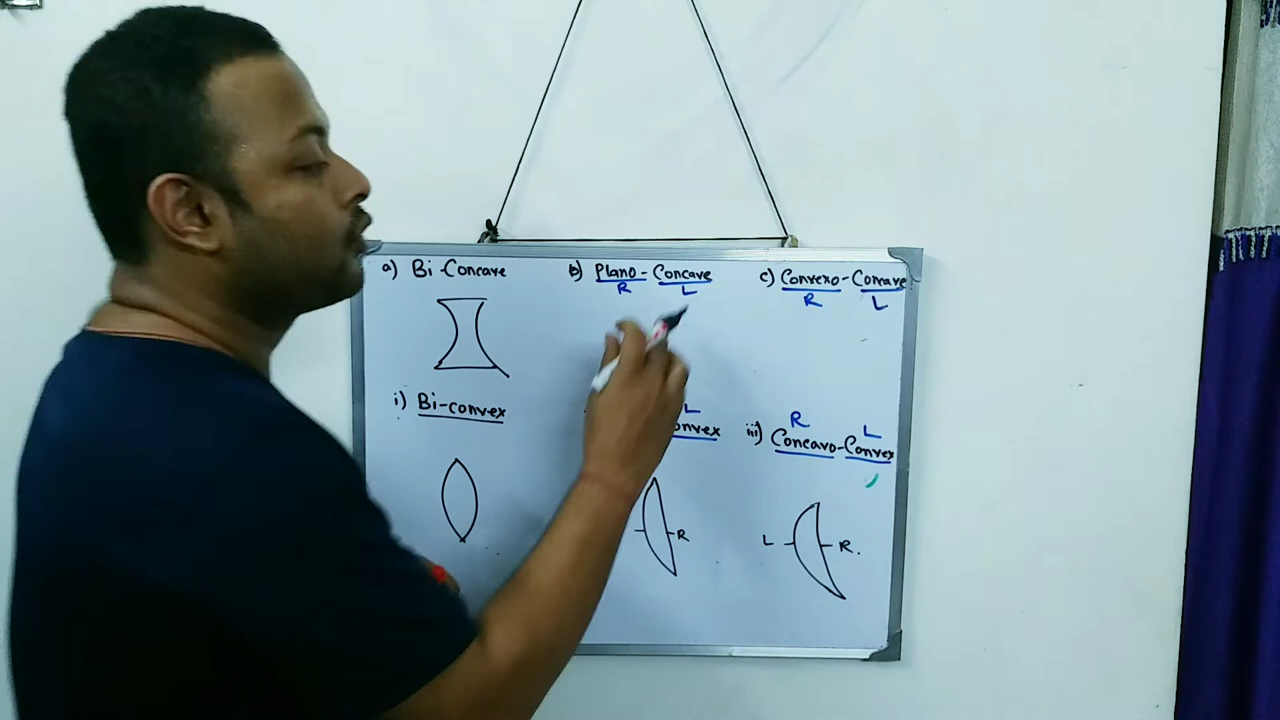 a) Bi-Concave
b) Plano-Concave
R L
c) Convexo-Concave
R L
i) Bi-convex
L
onvex
R L
iii) Concavo-Convex
R
L R.